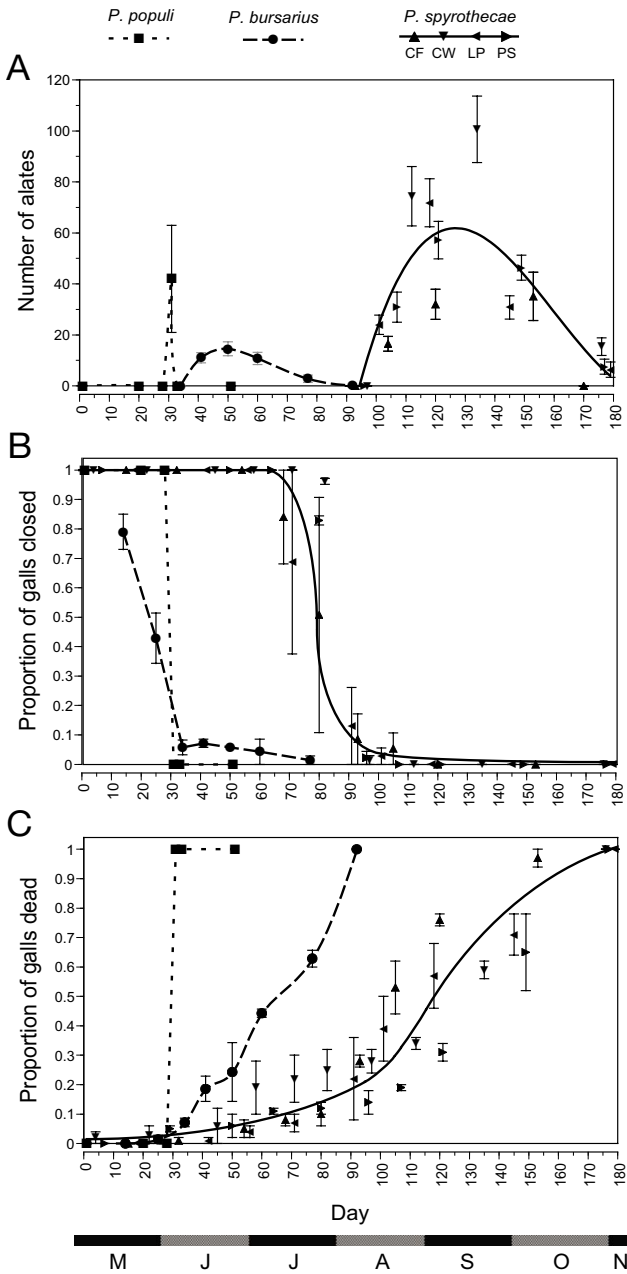 P. populi P. bursarius P. spyrothecae
CF CW LP PS
A
Number of alates
120
100
80
60
40
20
0
0 10 20 30 40 50 60 70 80 90 100 110 120 130 140 150 160 170 180
B
Proportion of galls closed
1
0.9
0.8
0.7
0.6
0.5
0.4
0.3
0.2
0.1
0
0 10 20 30 40 50 60 70 80 90 100 110 120 130 140 150 160 170 180
C
Proportion of galls dead
1
0.9
0.8
0.7
0.6
0.5
0.4
0.3
0.2
0.1
0
0 10 20 30 40 50 60 70 80 90 100 110 120 130 140 150 160 170 180
Day
M J J A S O N